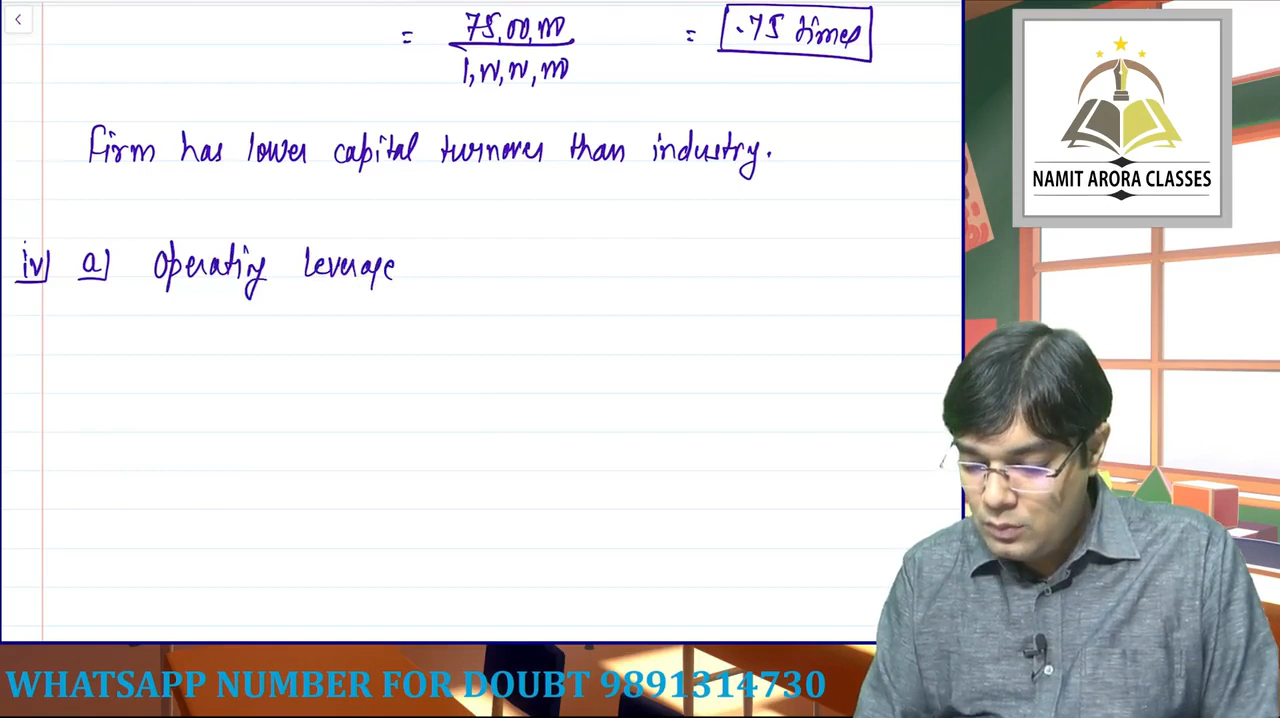 = 75,00,000 = .75 times
1,00,00,000
Firm has lower capital turnover than industry.
iv) a) Operating Leverage
NAMIT ARORA CLASSES
WHATSAPP NUMBER FOR DOUBT 9891314730